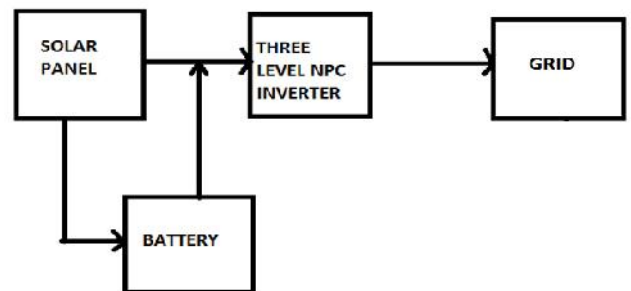 SOLAR
PANEL
THREE
LEVEL NPC
INVERTER
GRID
BATTERY